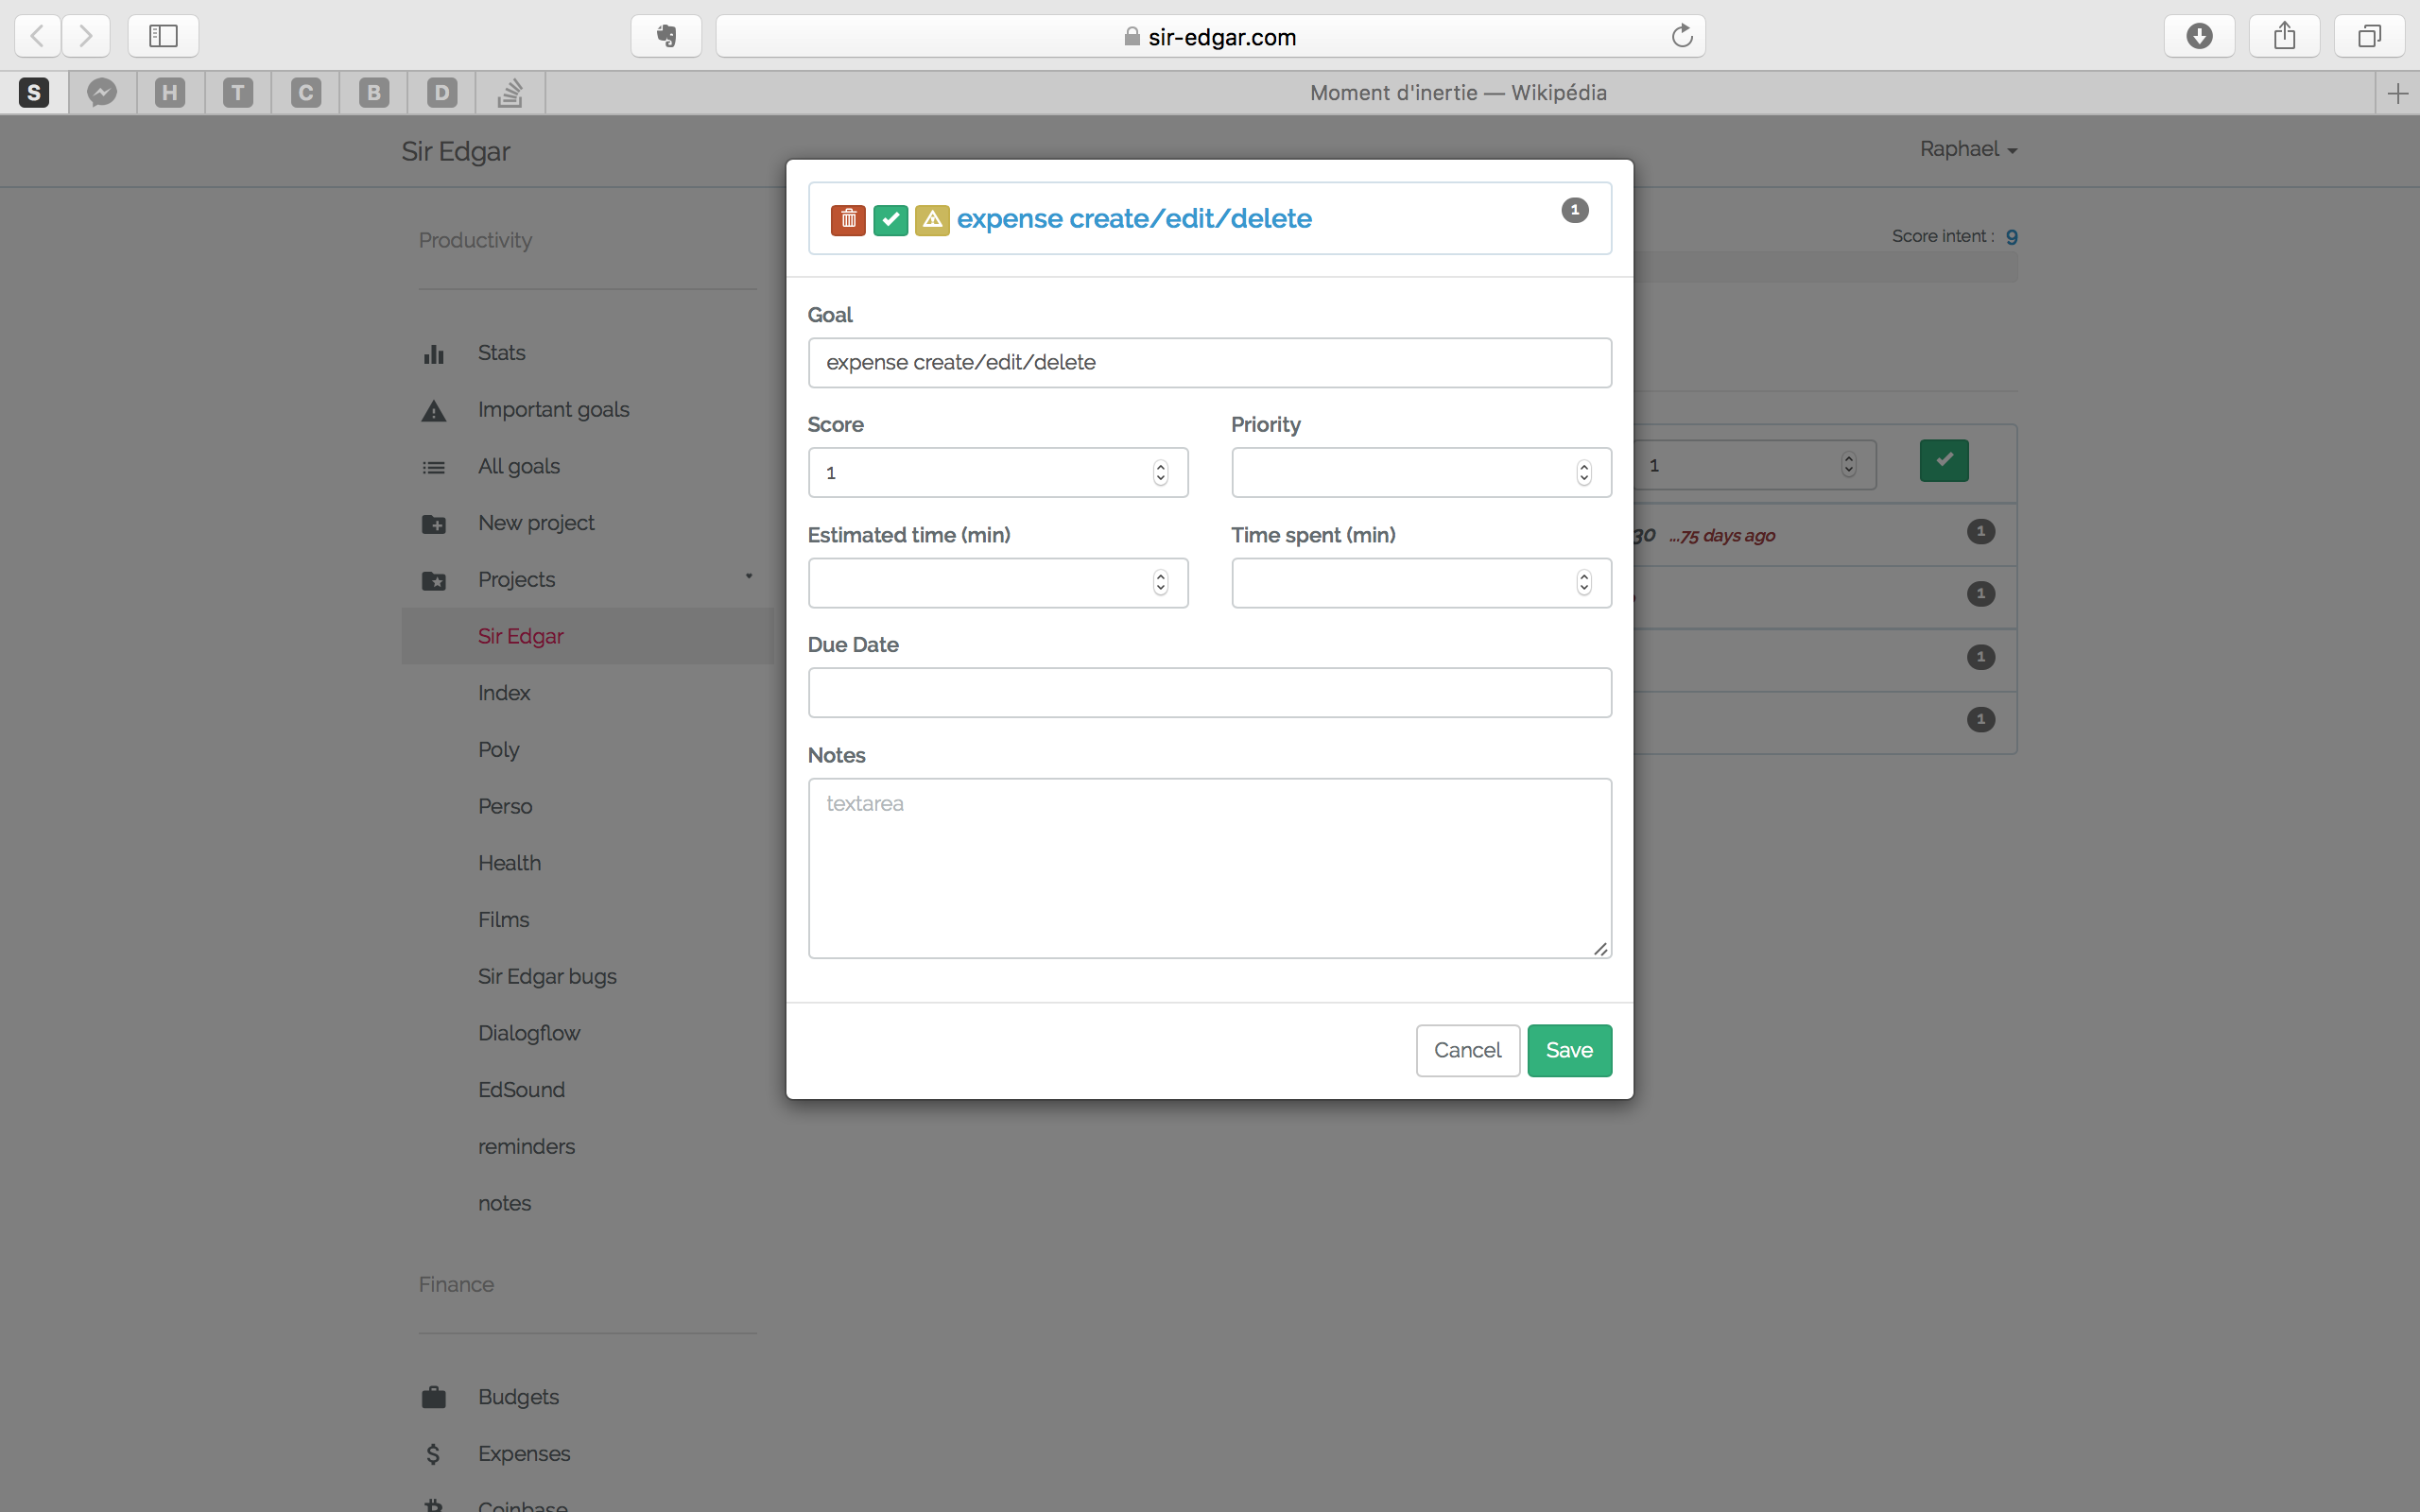 sir-edgar.com
S H T C B D Moment d'inertie — Wikipédia
Sir Edgar
Raphael
Productivity
Stats
Important goals
All goals
New project
Projects
Sir Edgar
Index
Poly
Perso
Health
Films
Sir Edgar bugs
Dialogflow
EdSound
reminders
notes
Finance
Budgets
Expenses
Coinbase
expense create/edit/delete 1
Goal
expense create/edit/delete
Score Priority
1
Estimated time (min) Time spent (min)
Due Date
Notes
textarea
Cancel Save
Score intent : 9
1
30 ...75 days ago 1
1
1
1